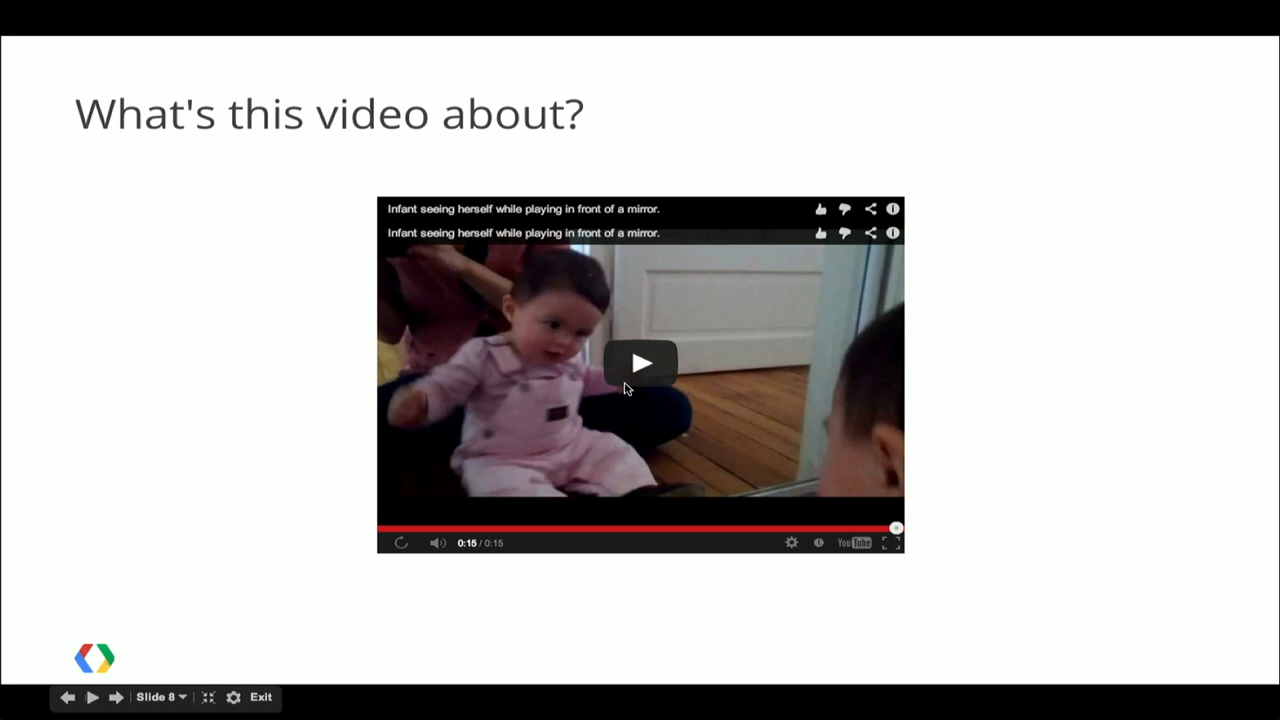 What's this video about?
Infant seeing herself while playing in front of a mirror.
Infant seeing herself while playing in front of a mirror.
0:15 / 0:15
YouTube
Slide 8
Exit